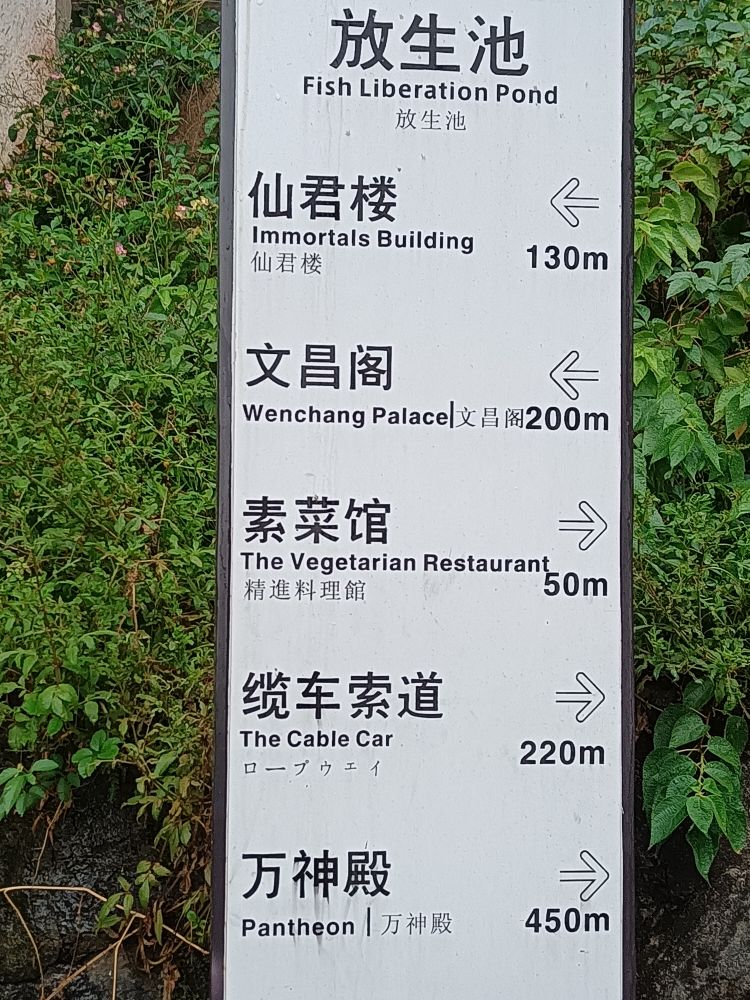 放生池
Fish Liberation Pond
放生池
仙君楼
Immortals Building
仙君楼
130m
文昌阁
Wenchang Palace|文昌阁200m
素菜馆
The Vegetarian Restaurant
精進料理館
50m
缆车索道
The Cable Car
ロープゥエイ
220m
万神殿
Pantheon | 万神殿
450m